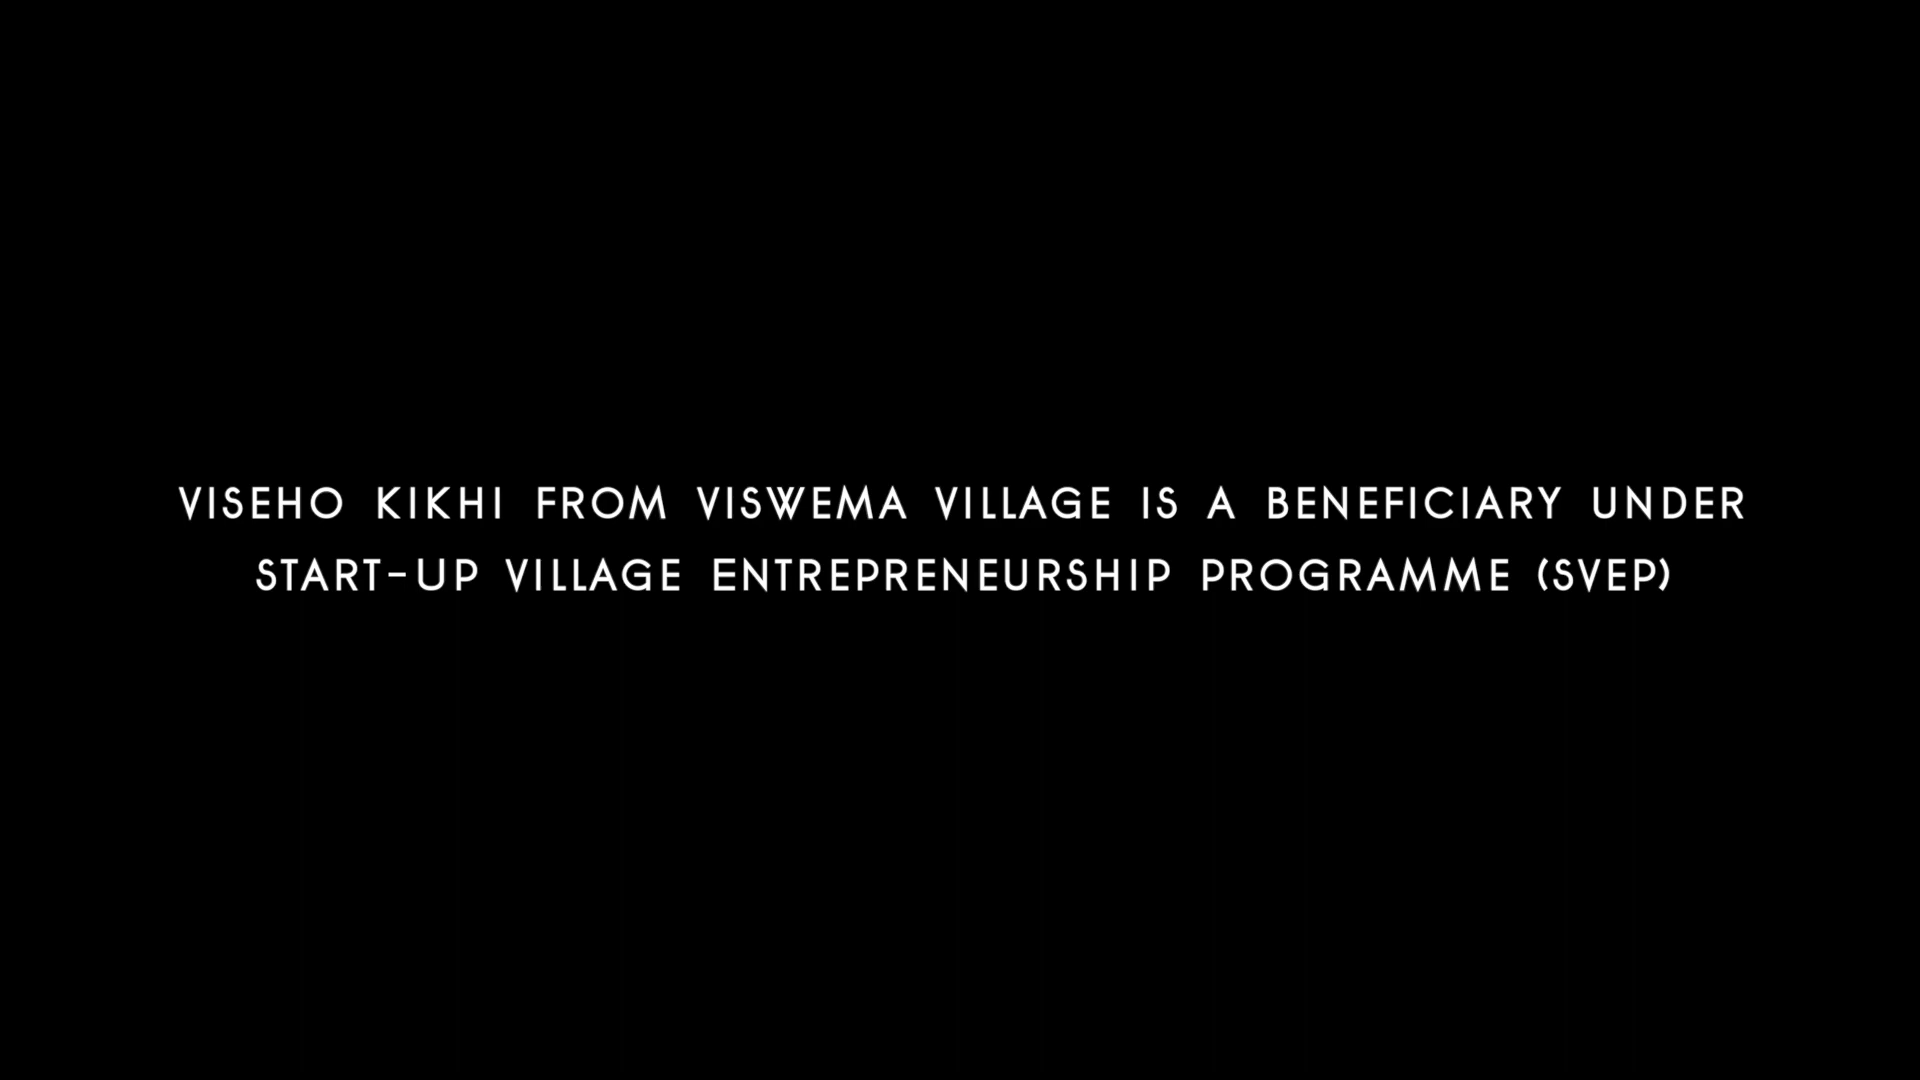 VISEHO KIKHI FROM VISWEMA VILLAGE IS A BENEFICIARY UNDER
START-UP VILLAGE ENTREPRENEURSHIP PROGRAMME (SVEP)